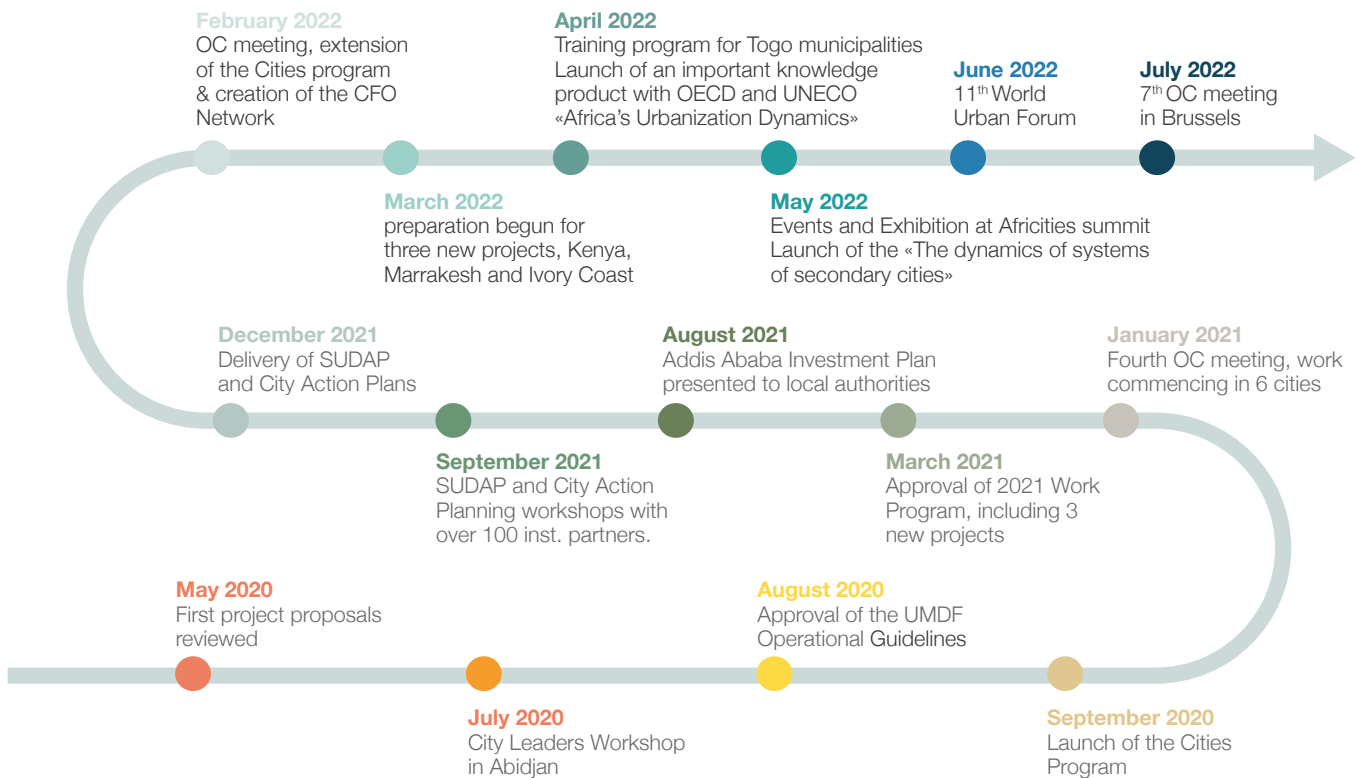 February 2022
OC meeting, extension
of the Cities program
& creation of the CFO
Network
April 2022
Training program for Togo municipalities
Launch of an important knowledge
product with OECD and UNECO
«Africa's Urbanization Dynamics»
June 2022
11th World
Urban Forum
July 2022
7th OC meeting
in Brussels
March 2022
preparation begun for
three new projects, Kenya,
Marrakesh and Ivory Coast
May 2022
Events and Exhibition at Africities summit
Launch of the «The dynamics of systems
of secondary cities»
December 2021
Delivery of SUDAP
and City Action Plans
August 2021
Addis Ababa Investment Plan
presented to local authorities
January 2021
Fourth OC meeting, work
commencing in 6 cities
September 2021
SUDAP and City Action
Planning workshops with
over 100 inst. partners.
March 2021
Approval of 2021 Work
Program, including 3
new projects
May 2020
First project proposals
reviewed
August 2020
Approval of the UMDF
Operational Guidelines
July 2020
City Leaders Workshop
in Abidjan
September 2020
Launch of the Cities
Program